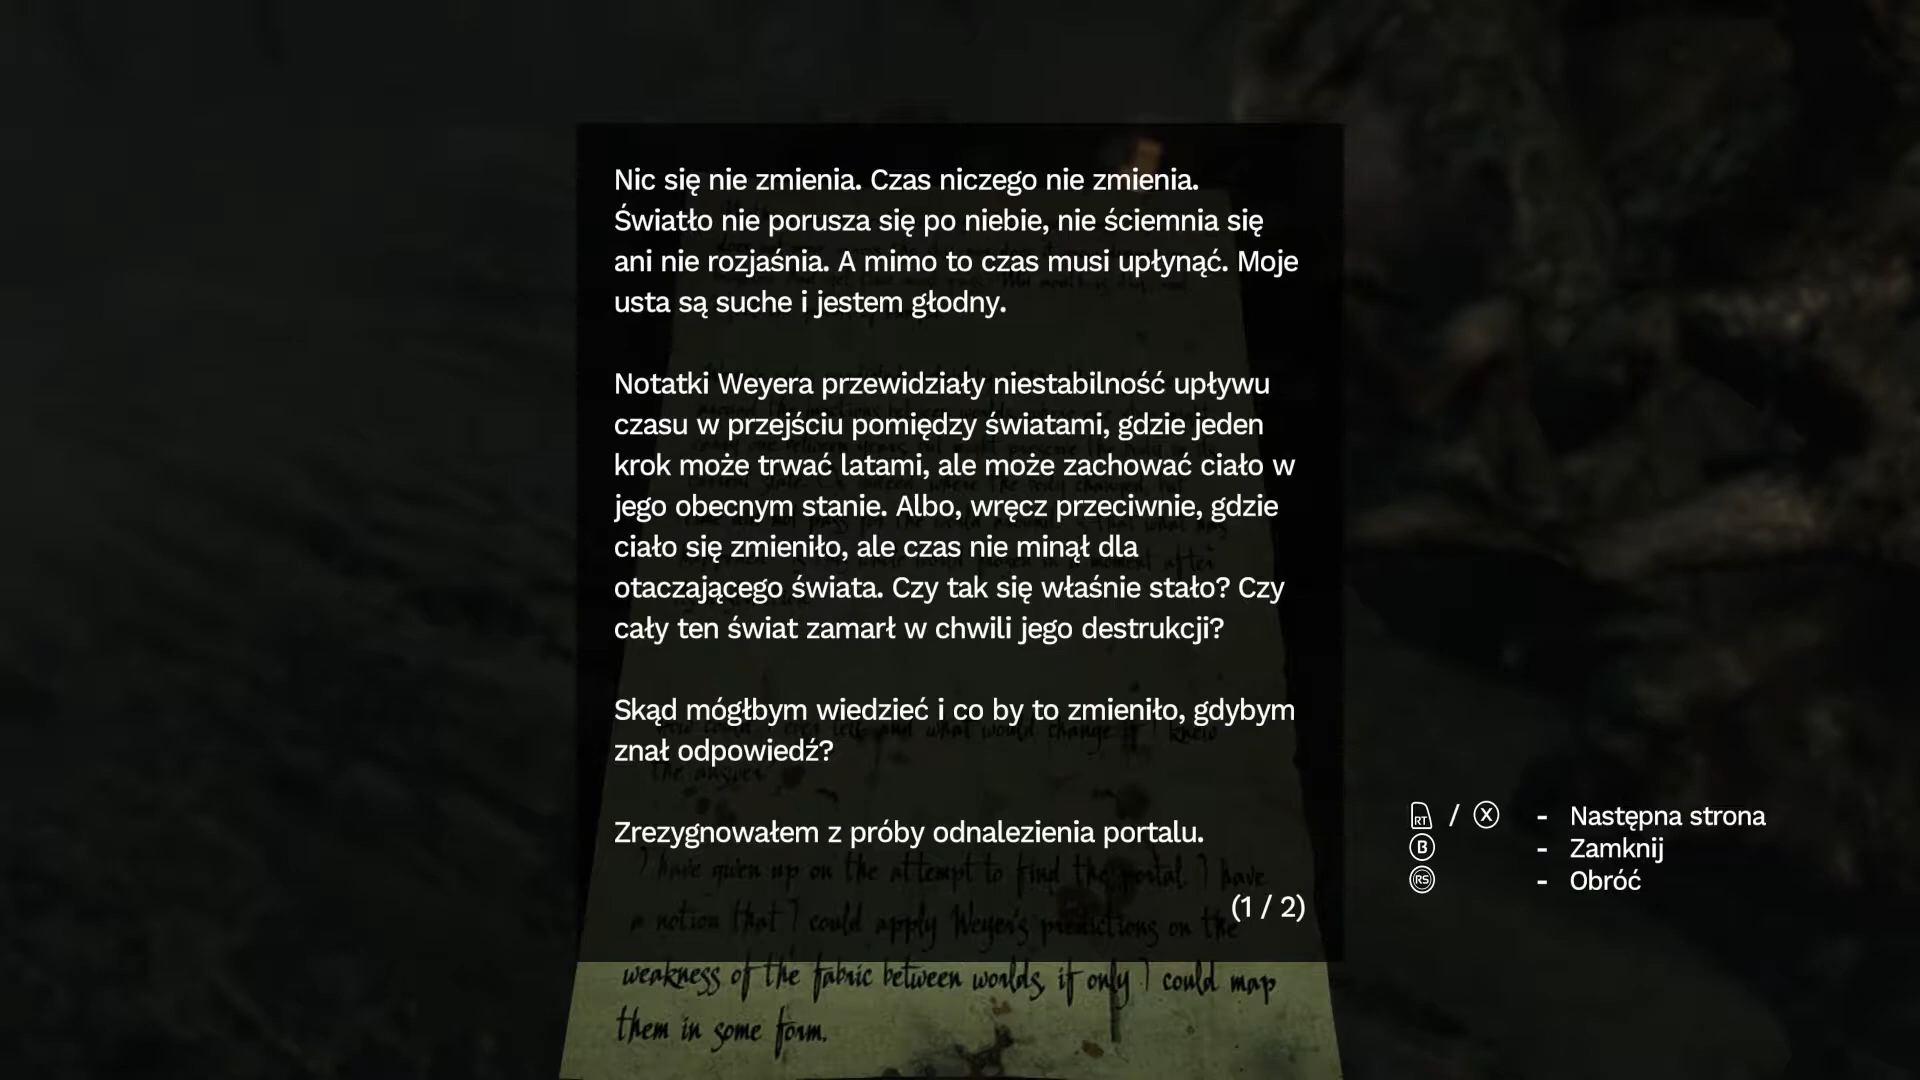 Nic się nie zmienia. Czas niczego nie zmienia.
Światło nie porusza się po niebie, nie ściemnia się
ani nie rozjaśnia. A mimo to czas musi upłynąć. Moje
usta są suche i jestem głodny.
Notatki Weyera przewidziały niestabilność upływu
czasu w przejściu pomiędzy światami, gdzie jeden
krok może trwać latami, ale może zachować ciało w
jego obecnym stanie. Albo, wręcz przeciwnie, gdzie
ciało się zmieniło, ale czas nie minął dla
otaczającego świata. Czy tak się właśnie stało? Czy
cały ten świat zamarł w chwili jego destrukcji?
Skąd mógłbym wiedzieć i co by to zmieniło, gdybym
znał odpowiedź?
Zrezygnowałem z próby odnalezienia portalu.
(1 / 2)
I have given up on the attempt to find the portal. I have
a notion that I could apply Weyer's predictions on the
weakness of the fabric between worlds, if only I could map
them in some form.
RT / X - Następna strona
B - Zamknij
RS - Obróć